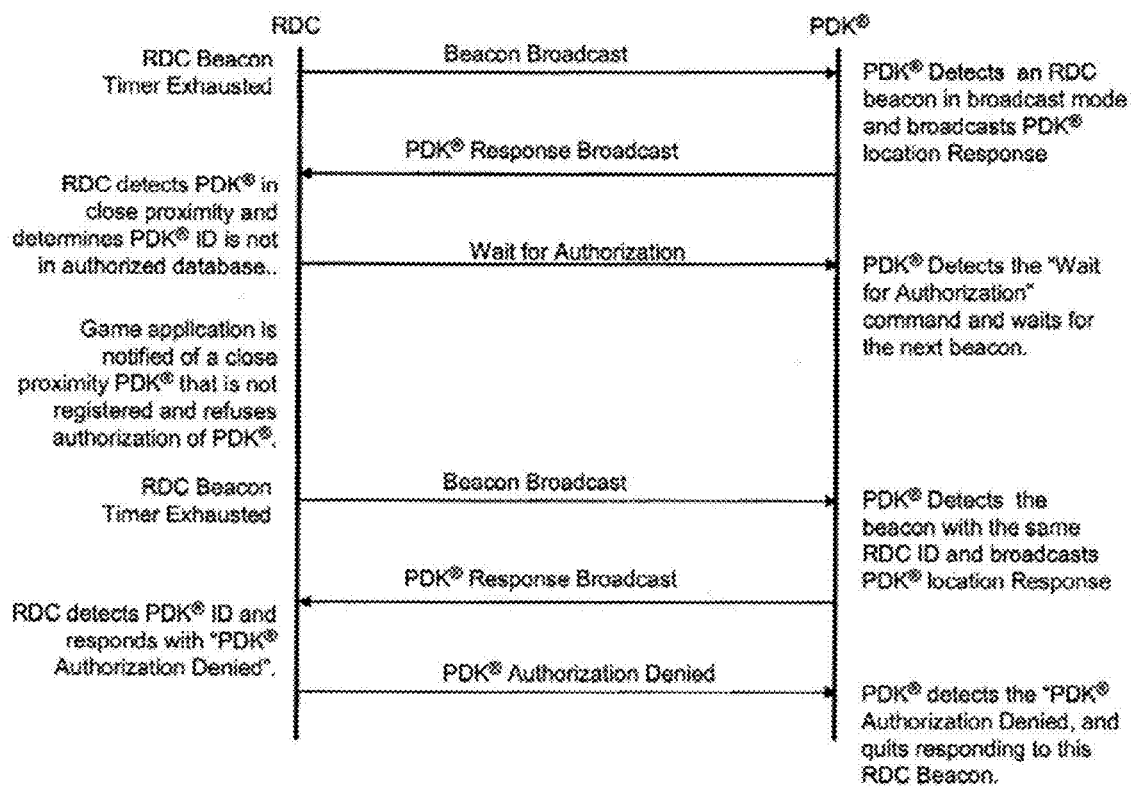 RDC
PDK®
RDC Beacon
Timer Exhausted
Beacon Broadcast
PDK® Detects an RDC
beacon in broadcast mode
and broadcasts PDK®
location Response
PDK® Response Broadcast
RDC detects PDK® in
close proximity and
determines PDK® ID is not
in authorized database..
Wait for Authorization
PDK® Detects the "Wait
for Authorization"
command and waits for
the next beacon.
Game application is
notified of a close
proximity PDK® that is not
registered and refuses
authorization of PDK®.
RDC Beacon
Timer Exhausted
Beacon Broadcast
PDK® Detects the
beacon with the same
RDC ID and broadcasts
PDK® location Response
PDK® Response Broadcast
RDC detects PDK® ID and
responds with "PDK®
Authorization Denied".
PDK® Authorization Denied
PDK® detects the "PDK®
Authorization Denied, and
quits responding to this
RDC Beacon.